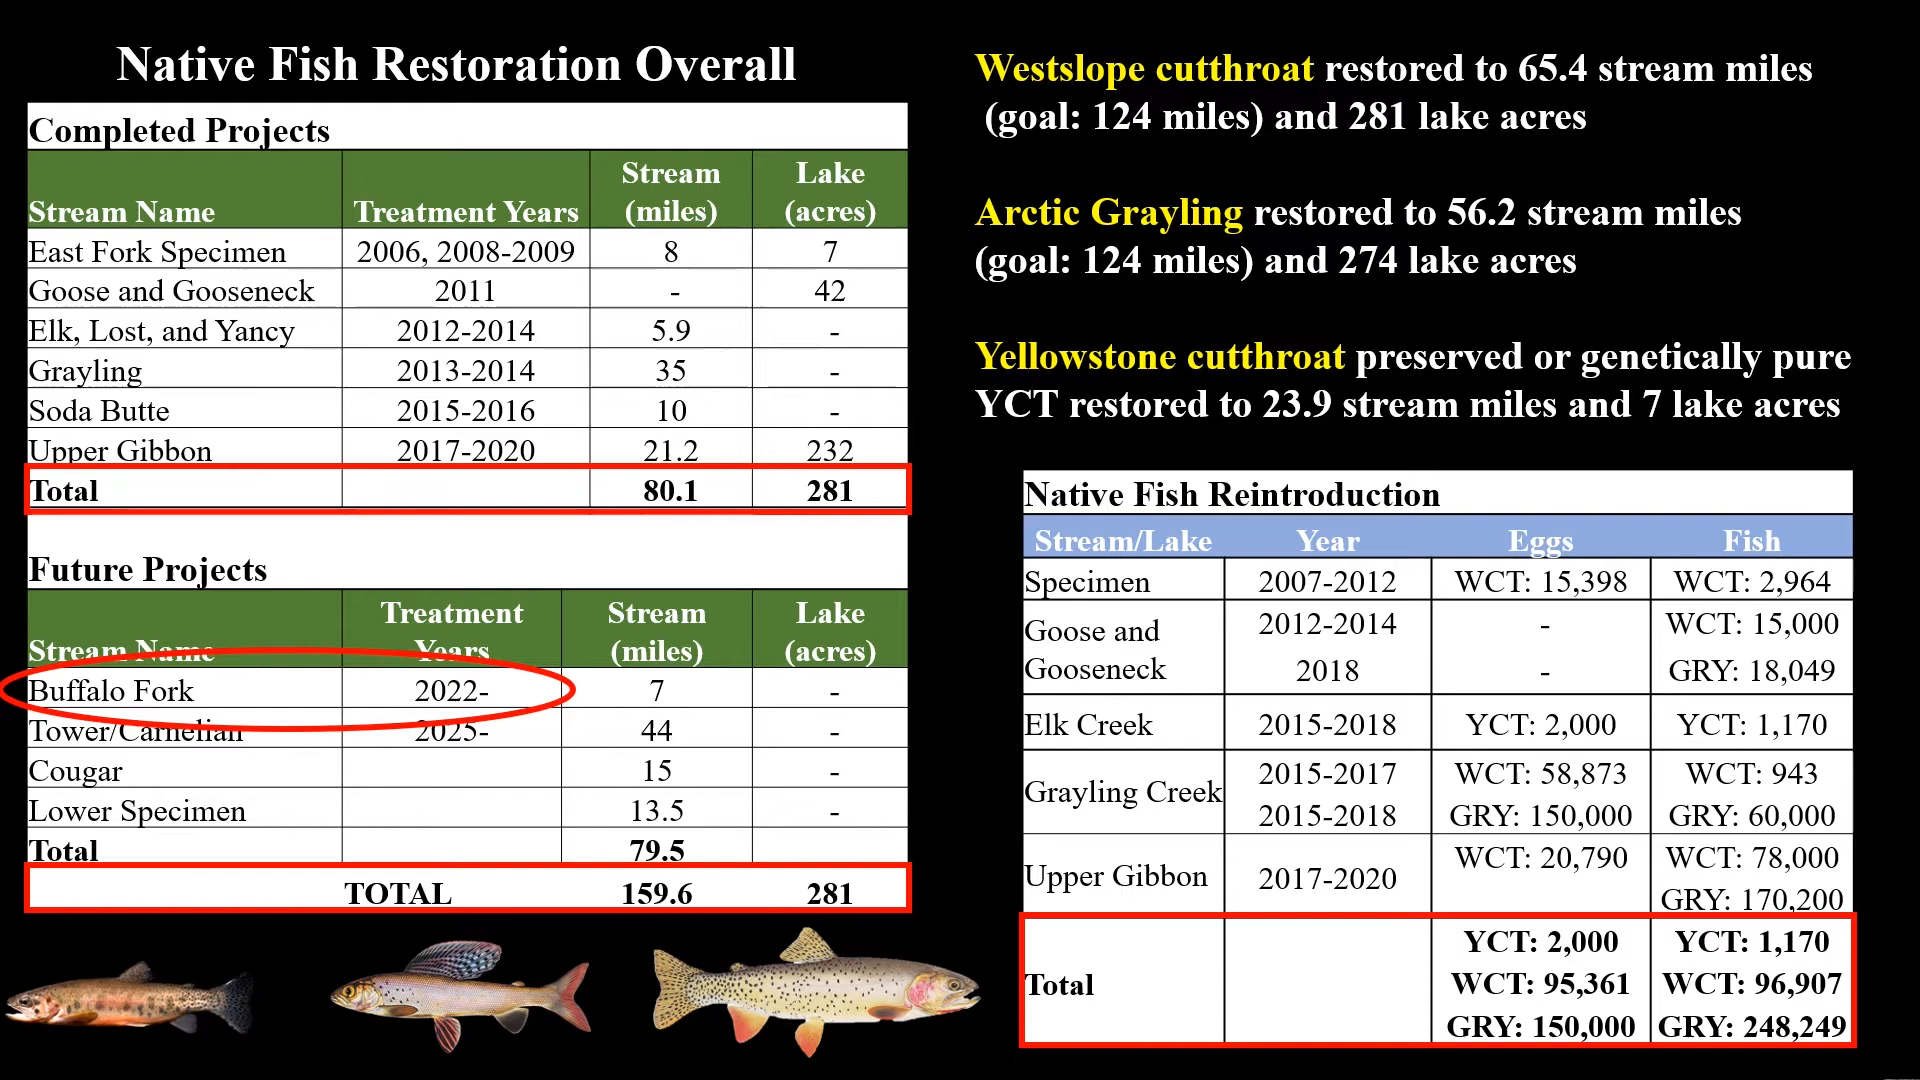 Native Fish Restoration Overall
Completed Projects
Stream Name | Treatment Years | Stream (miles) | Lake (acres)
East Fork Specimen | 2006, 2008-2009 | 8 | 7
Goose and Gooseneck | 2011 | - | 42
Elk, Lost, and Yancy | 2012-2014 | 5.9 | -
Grayling | 2013-2014 | 35 | -
Soda Butte | 2015-2016 | 10 | -
Upper Gibbon | 2017-2020 | 21.2 | 232
Total | | 80.1 | 281
Future Projects
Stream Name | Treatment Years | Stream (miles) | Lake (acres)
Buffalo Fork | 2022- | 7 | -
Tower/Carnelian | 2025- | 44 | -
Cougar | | 15 | -
Lower Specimen | | 13.5 | -
Total | | 79.5 |
TOTAL | 159.6 | 281
Westslope cutthroat restored to 65.4 stream miles
(goal: 124 miles) and 281 lake acres
Arctic Grayling restored to 56.2 stream miles
(goal: 124 miles) and 274 lake acres
Yellowstone cutthroat preserved or genetically pure
YCT restored to 23.9 stream miles and 7 lake acres
Native Fish Reintroduction
Stream/Lake | Year | Eggs | Fish
Specimen | 2007-2012 | WCT: 15,398 | WCT: 2,964
Goose and | 2012-2014 | - | WCT: 15,000
Gooseneck | 2018 | - | GRY: 18,049
Elk Creek | 2015-2018 | YCT: 2,000 | YCT: 1,170
Grayling Creek | 2015-2017 | WCT: 58,873 | WCT: 943
2015-2018 | GRY: 150,000 | GRY: 60,000
Upper Gibbon | 2017-2020 | WCT: 20,790 | WCT: 78,000
GRY: 170,200
Total | | YCT: 2,000 | YCT: 1,170
WCT: 95,361 | WCT: 96,907
GRY: 150,000 | GRY: 248,249